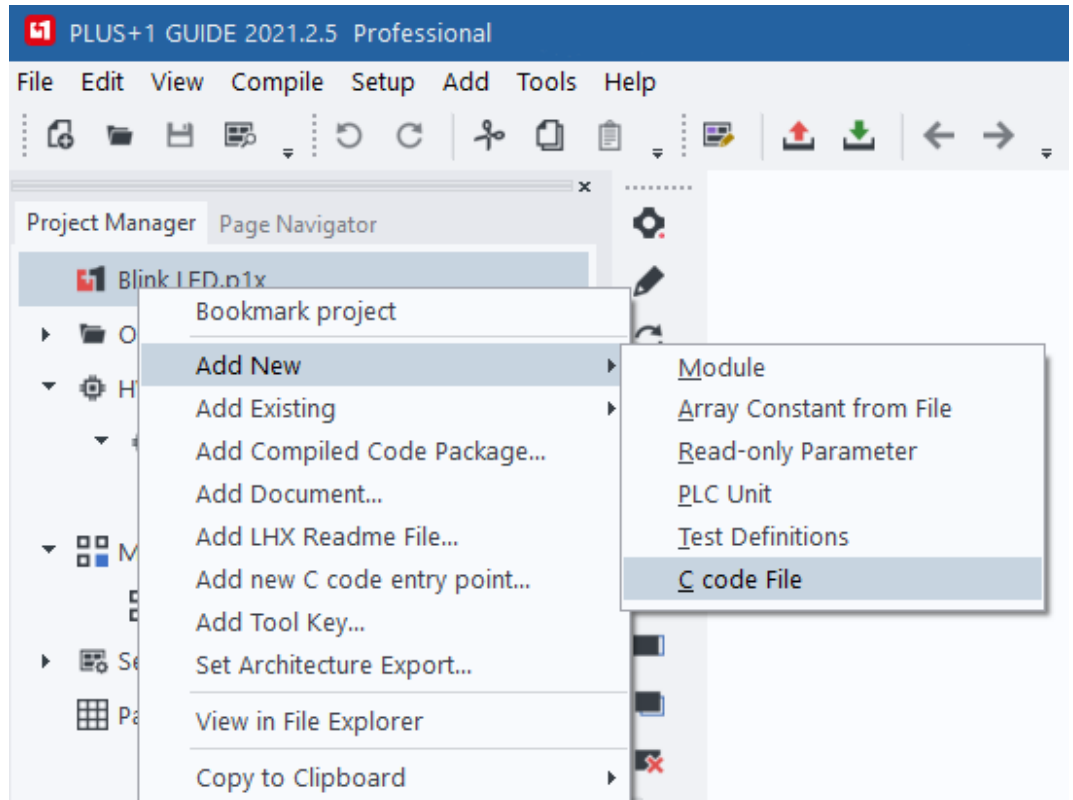 PLUS+1 GUIDE 2021.2.5 Professional
File Edit View Compile Setup Add Tools Help
Project Manager Page Navigator
Blink LED.p1x
Bookmark project
Add New
Add Existing
Add Compiled Code Package...
Add Document...
Add LHX Readme File...
Add new C code entry point...
Add Tool Key...
Set Architecture Export...
View in File Explorer
Copy to Clipboard
Module
Array Constant from File
Read-only Parameter
PLC Unit
Test Definitions
C code File